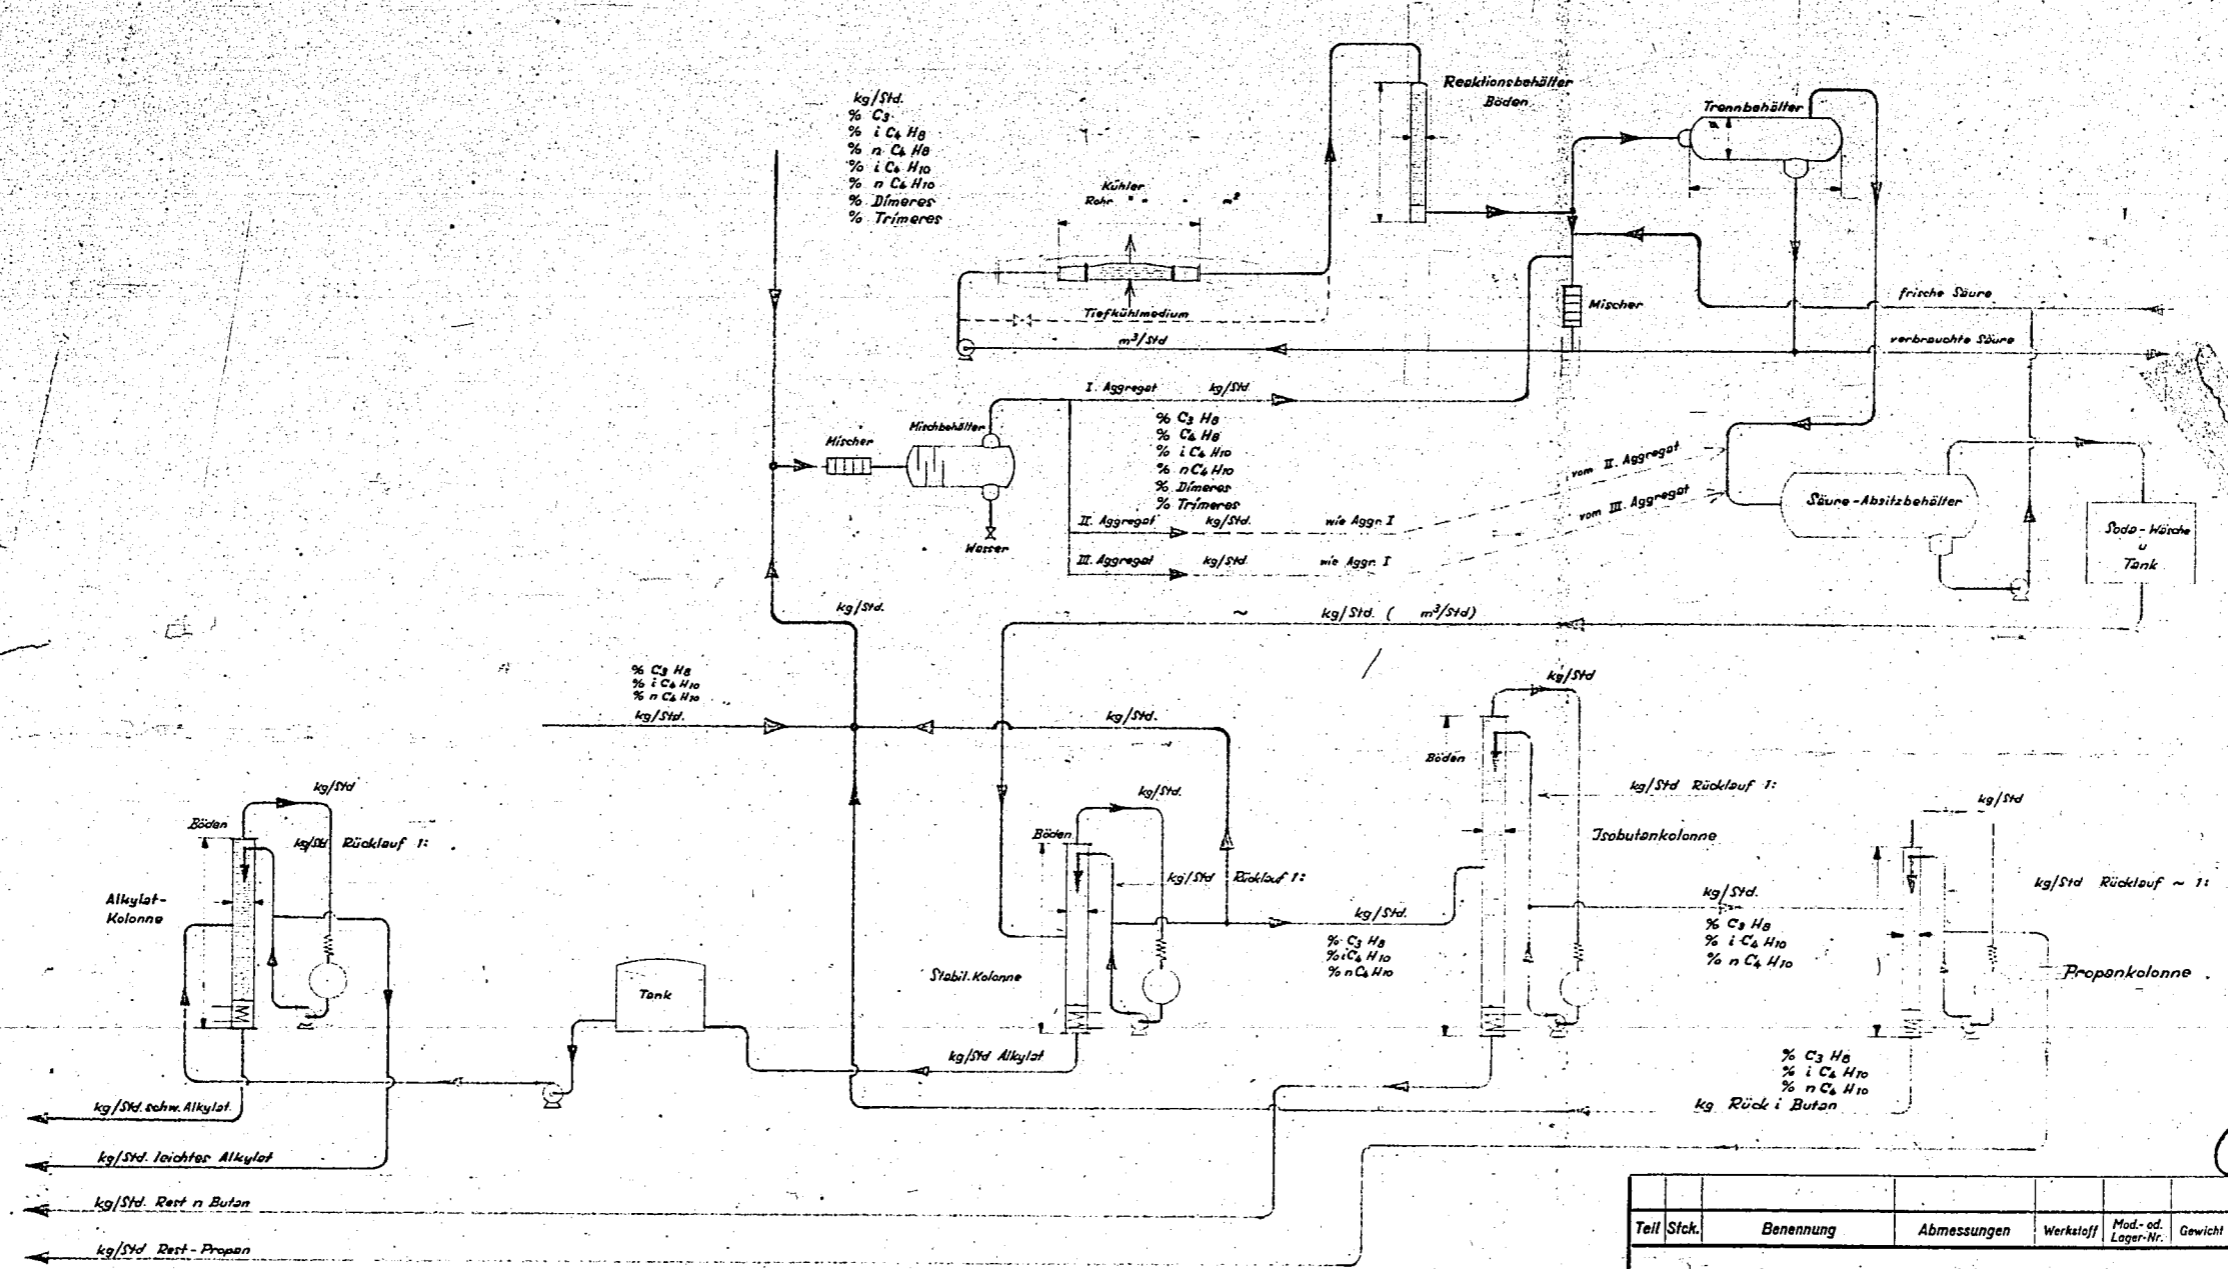 kg/Std.
% C3
% i C4 H8
% n C4 H8
% i C4 H10
% n C4 H10
% Dimeres
% Trimeres
Reaktionsbehälter
Böden
Trennbehälter
Kühler
Rohr " " m²
Tiefkühlmedium
m³/Std
Mischer
frische Säure
verbrauchte Säure
I. Aggregat kg/Std.
% C3 H8
% C4 H8
% i C4 H10
% n C4 H10
% Dimeres
% Trimeres
Mischer
Mischbehälter
Wasser
II. Aggregat kg/Std. wie Aggr. I
III. Aggregat kg/Std. wie Aggr. I
vom II. Aggregat
vom III. Aggregat
Säure-Absitzbehälter
Soda-Wäsche
u
Tank
kg/Std.
~ kg/Std. ( m³/Std)
% C3 H8
% i C4 H10
% n C4 H10
kg/Std.
kg/Std.
kg/Std
Böden
kg/Std Rücklauf 1:
Isobutankolonne
kg/Std
Böden
kg/Std Rücklauf 1:
Alkylat-
Kolonne
kg/Std.
Böden
kg/Std Rücklauf 1:
Stabil.Kolonne
Tank
kg/Std.
% C3 H8
% i C4 H10
% n C4 H10
kg/Std.
% C3 H8
% i C4 H10
% n C4 H10
kg/Std
kg/Std Rücklauf ~ 1:
Propankolonne
kg/Std Alkylat
% C3 H8
% i C4 H10
% n C4 H10
kg Rück i Butan
kg/Std. schw. Alkylat.
kg/Std. leichtes Alkylat
kg/Std. Rest n Butan
kg/Std Rest-Propan
Teil Stck. Benennung Abmessungen Werkstoff Mod.- od. Lager-Nr. Gewicht